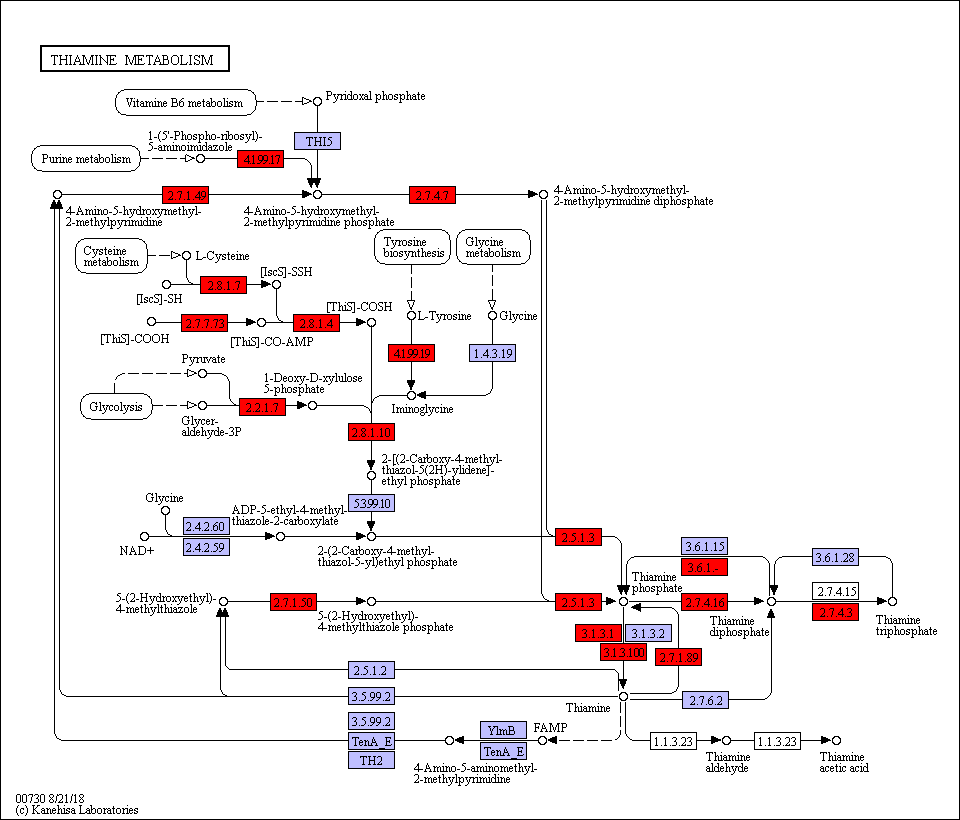 THIAMINE METABOLISM
Vitamine B6 metabolism
Pyridoxal phosphate
1-(5'-Phospho-ribosyl)-
5-aminoimidazole
THI5
Purine metabolism
4.1.99.17
2.7.1.49
2.7.4.7
4-Amino-5-hydroxymethyl-
2-methylpyrimidine
4-Amino-5-hydroxymethyl-
2-methylpyrimidine phosphate
4-Amino-5-hydroxymethyl-
2-methylpyrimidine diphosphate
Cysteine
metabolism
L-Cysteine
Tyrosine
biosynthesis
Glycine
metabolism
[IscS]-SSH
2.8.1.7
[IscS]-SH
[ThiS]-COSH
L-Tyrosine
Glycine
2.7.7.73
2.8.1.4
[ThiS]-COOH
[ThiS]-CO-AMP
4.1.99.19
1.4.3.19
Pyruvate
1-Deoxy-D-xylulose
5-phosphate
Glycolysis
2.2.1.7
Iminoglycine
Glycer-
aldehyde-3P
2.8.1.10
2-[(2-Carboxy-4-methyl-
thiazol-5(2H)-ylidene]-
ethyl phosphate
Glycine
5.3.99.10
ADP-5-ethyl-4-methyl-
thiazole-2-carboxylate
2.4.2.60
2.4.2.59
NAD+
2-(2-Carboxy-4-methyl-
thiazol-5-yl)ethyl phosphate
2.5.1.3
3.6.1.15
3.6.1.-
3.6.1.28
Thiamine
phosphate
2.7.4.15
2.7.4.3
5-(2-Hydroxyethyl)-
4-methylthiazole
2.7.1.50
5-(2-Hydroxyethyl)-
4-methylthiazole phosphate
2.5.1.3
2.7.4.16
Thiamine
diphosphate
Thiamine
triphosphate
3.1.3.1
3.1.3.2
3.1.3.100
2.7.1.89
2.5.1.2
3.5.99.2
Thiamine
2.7.6.2
3.5.99.2
TenA_E
TH2
YlmB
TenA_E
FAMP
4-Amino-5-aminomethyl-
2-methylpyrimidine
1.1.3.23
1.1.3.23
Thiamine
aldehyde
Thiamine
acetic acid
00730 8/21/18
(c) Kanehisa Laboratories